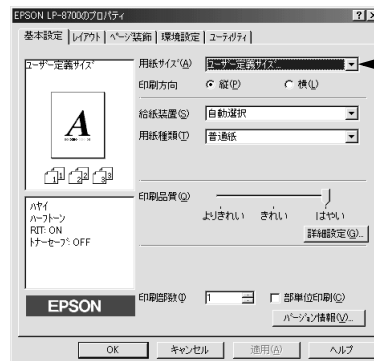 EPSON LP-8700のプロパティ
基本設定 レイアウト ページ装飾 環境設定 ユーティリティ
ユーザー定義サイズ
A
1 1 2 2 3 3
ハヤイ
ハーフトーン
RIT: ON
トナーセーブ: OFF
EPSON
用紙サイズ(A) ユーザー定義サイズ...
印刷方向 縦(P) 横(L)
給紙装置(S) 自動選択
用紙種類(T) 普通紙
印刷品質(Q)
よりきれい きれい はやい
詳細設定(G)...
印刷部数(I) 1 部単位印刷(C)
バージョン情報(V)...
OK キャンセル 適用(A) ヘルプ